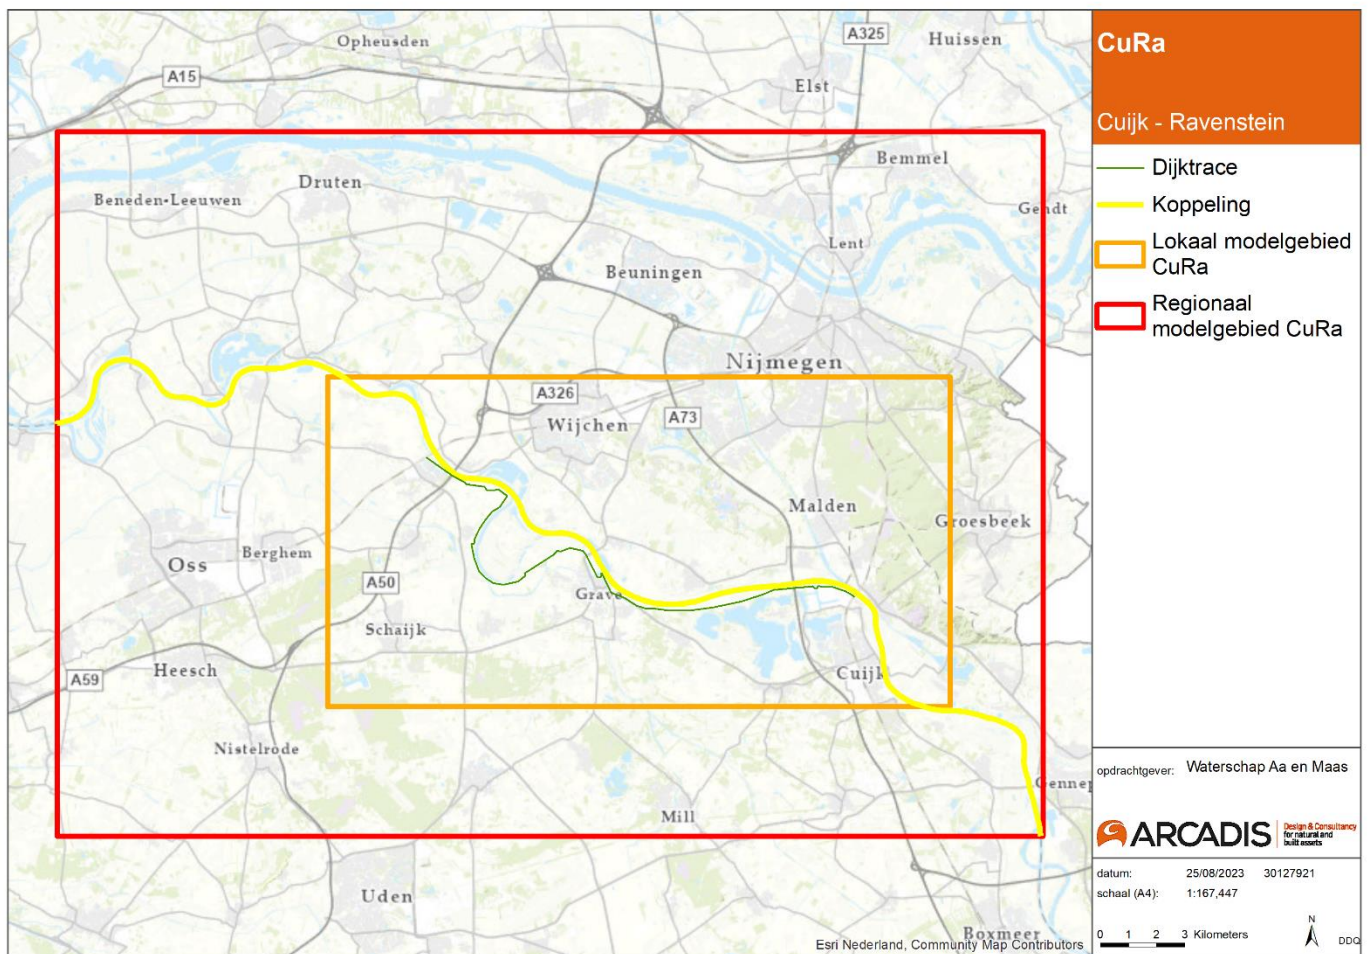 Opheusden
A325
Huissen
A15
Elst
Bemmel
Druten
Beneden-Leeuwen
Gendt
Lent
Beuningen
Nijmegen
A326
A73
Wijchen
Malden
Groesbeek
Berghem
Oss
A50
Grave
Schaijk
Heesch
A59
Cuijk
Nistelrode
Gennep
Mill
Uden
Boxmeer
Esri Nederland, Community Map Contributors
CuRa
Cuijk - Ravenstein
Dijktrace
Koppeling
Lokaal modelgebied
CuRa
Regionaal
modelgebied CuRa
opdrachtgever: Waterschap Aa en Maas
ARCADIS
Design & Consultancy
for natural and
built assets
datum: 25/08/2023 30127921
schaal (A4): 1:167,447
0 1 2 3 Kilometers
N
DDQ